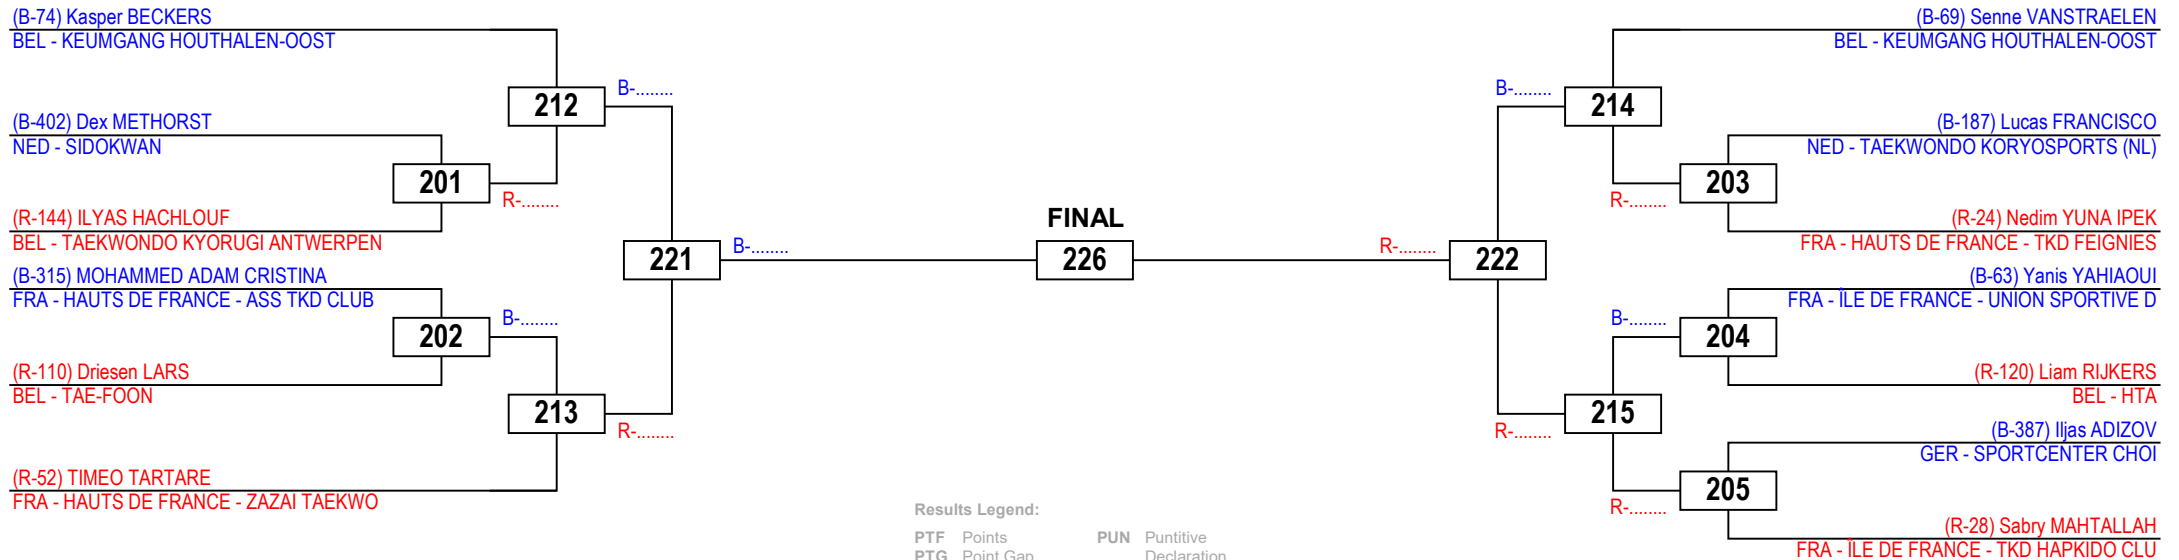 (B-74) Kasper BECKERS
BEL - KEUMGANG HOUTHALEN-OOST
212
B-........
(B-402) Dex METHORST
NED - SIDOKWAN
201
R-........
(R-144) ILYAS HACHLOUF
BEL - TAEKWONDO KYORUGI ANTWERPEN
221
B-........
(B-315) MOHAMMED ADAM CRISTINA
FRA - HAUTS DE FRANCE - ASS TKD CLUB
202
B-........
(R-110) Driesen LARS
BEL - TAE-FOON
213
R-........
(R-52) TIMEO TARTARE
FRA - HAUTS DE FRANCE - ZAZAI TAEKWO
FINAL
226
(B-69) Senne VANSTRAELEN
BEL - KEUMGANG HOUTHALEN-OOST
B-........
214
(B-187) Lucas FRANCISCO
NED - TAEKWONDO KORYOSPORTS (NL)
203
R-........
(R-24) Nedim YUNA IPEK
FRA - HAUTS DE FRANCE - TKD FEIGNIES
R-........
222
(B-63) Yanis YAHIAOUI
FRA - ÎLE DE FRANCE - UNION SPORTIVE D
B-........
204
(R-120) Liam RIJKERS
BEL - HTA
215
R-........
(B-387) Iljas ADIZOV
GER - SPORTCENTER CHOI
205
R-........
(R-28) Sabry MAHTALLAH
FRA - ÎLE DE FRANCE - TKD HAPKIDO CLU
Results Legend:
PTF Points PUN Puntitive
PTG Point Gap Declaration